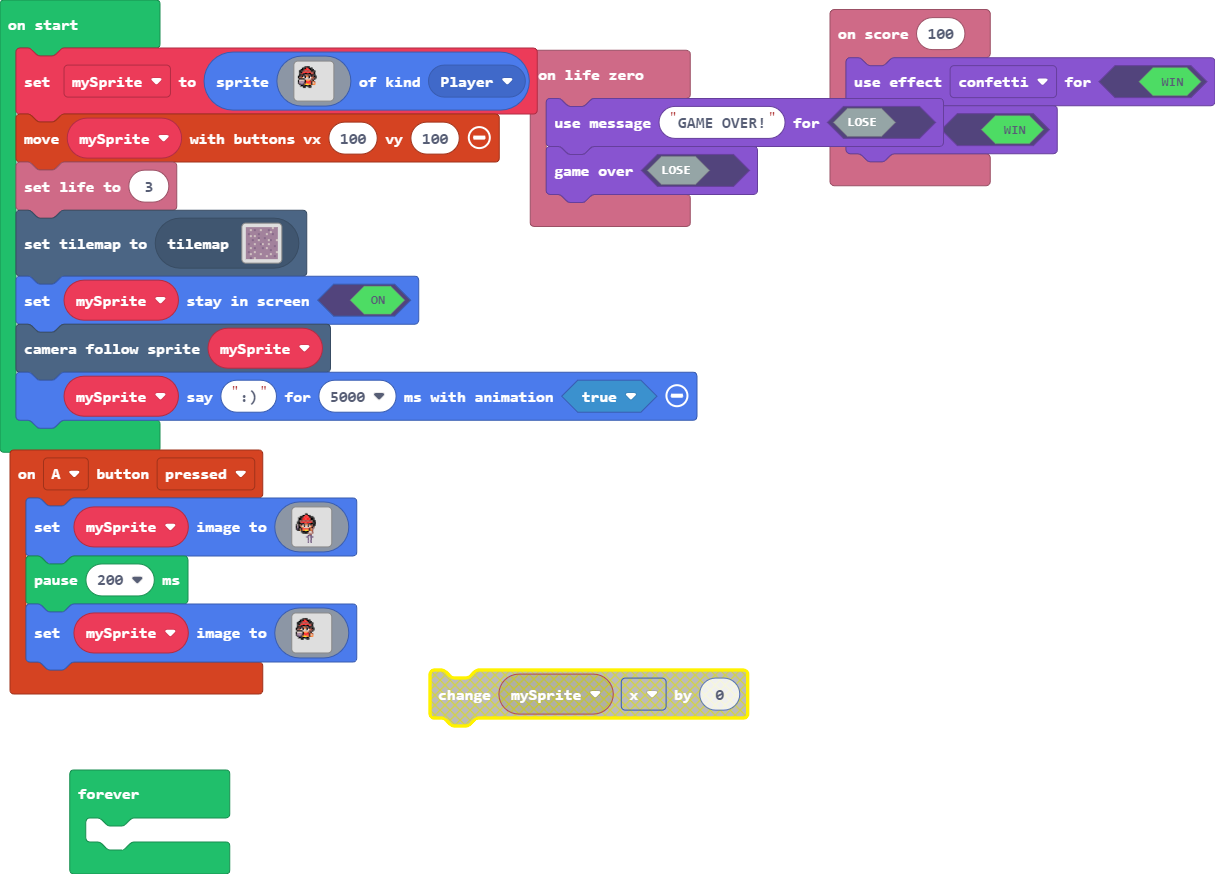 on start
set mySprite to sprite of kind Player
move mySprite with buttons vx 100 vy 100
set life to 3
set tilemap to tilemap
set mySprite stay in screen ON
camera follow sprite mySprite
mySprite say ":)" for 5000 ms with animation true
on life zero
use message "GAME OVER!" for LOSE
game over LOSE
on score 100
use effect confetti for WIN
WIN
on A button pressed
set mySprite image to
pause 200 ms
set mySprite image to
change mySprite x by 0
forever